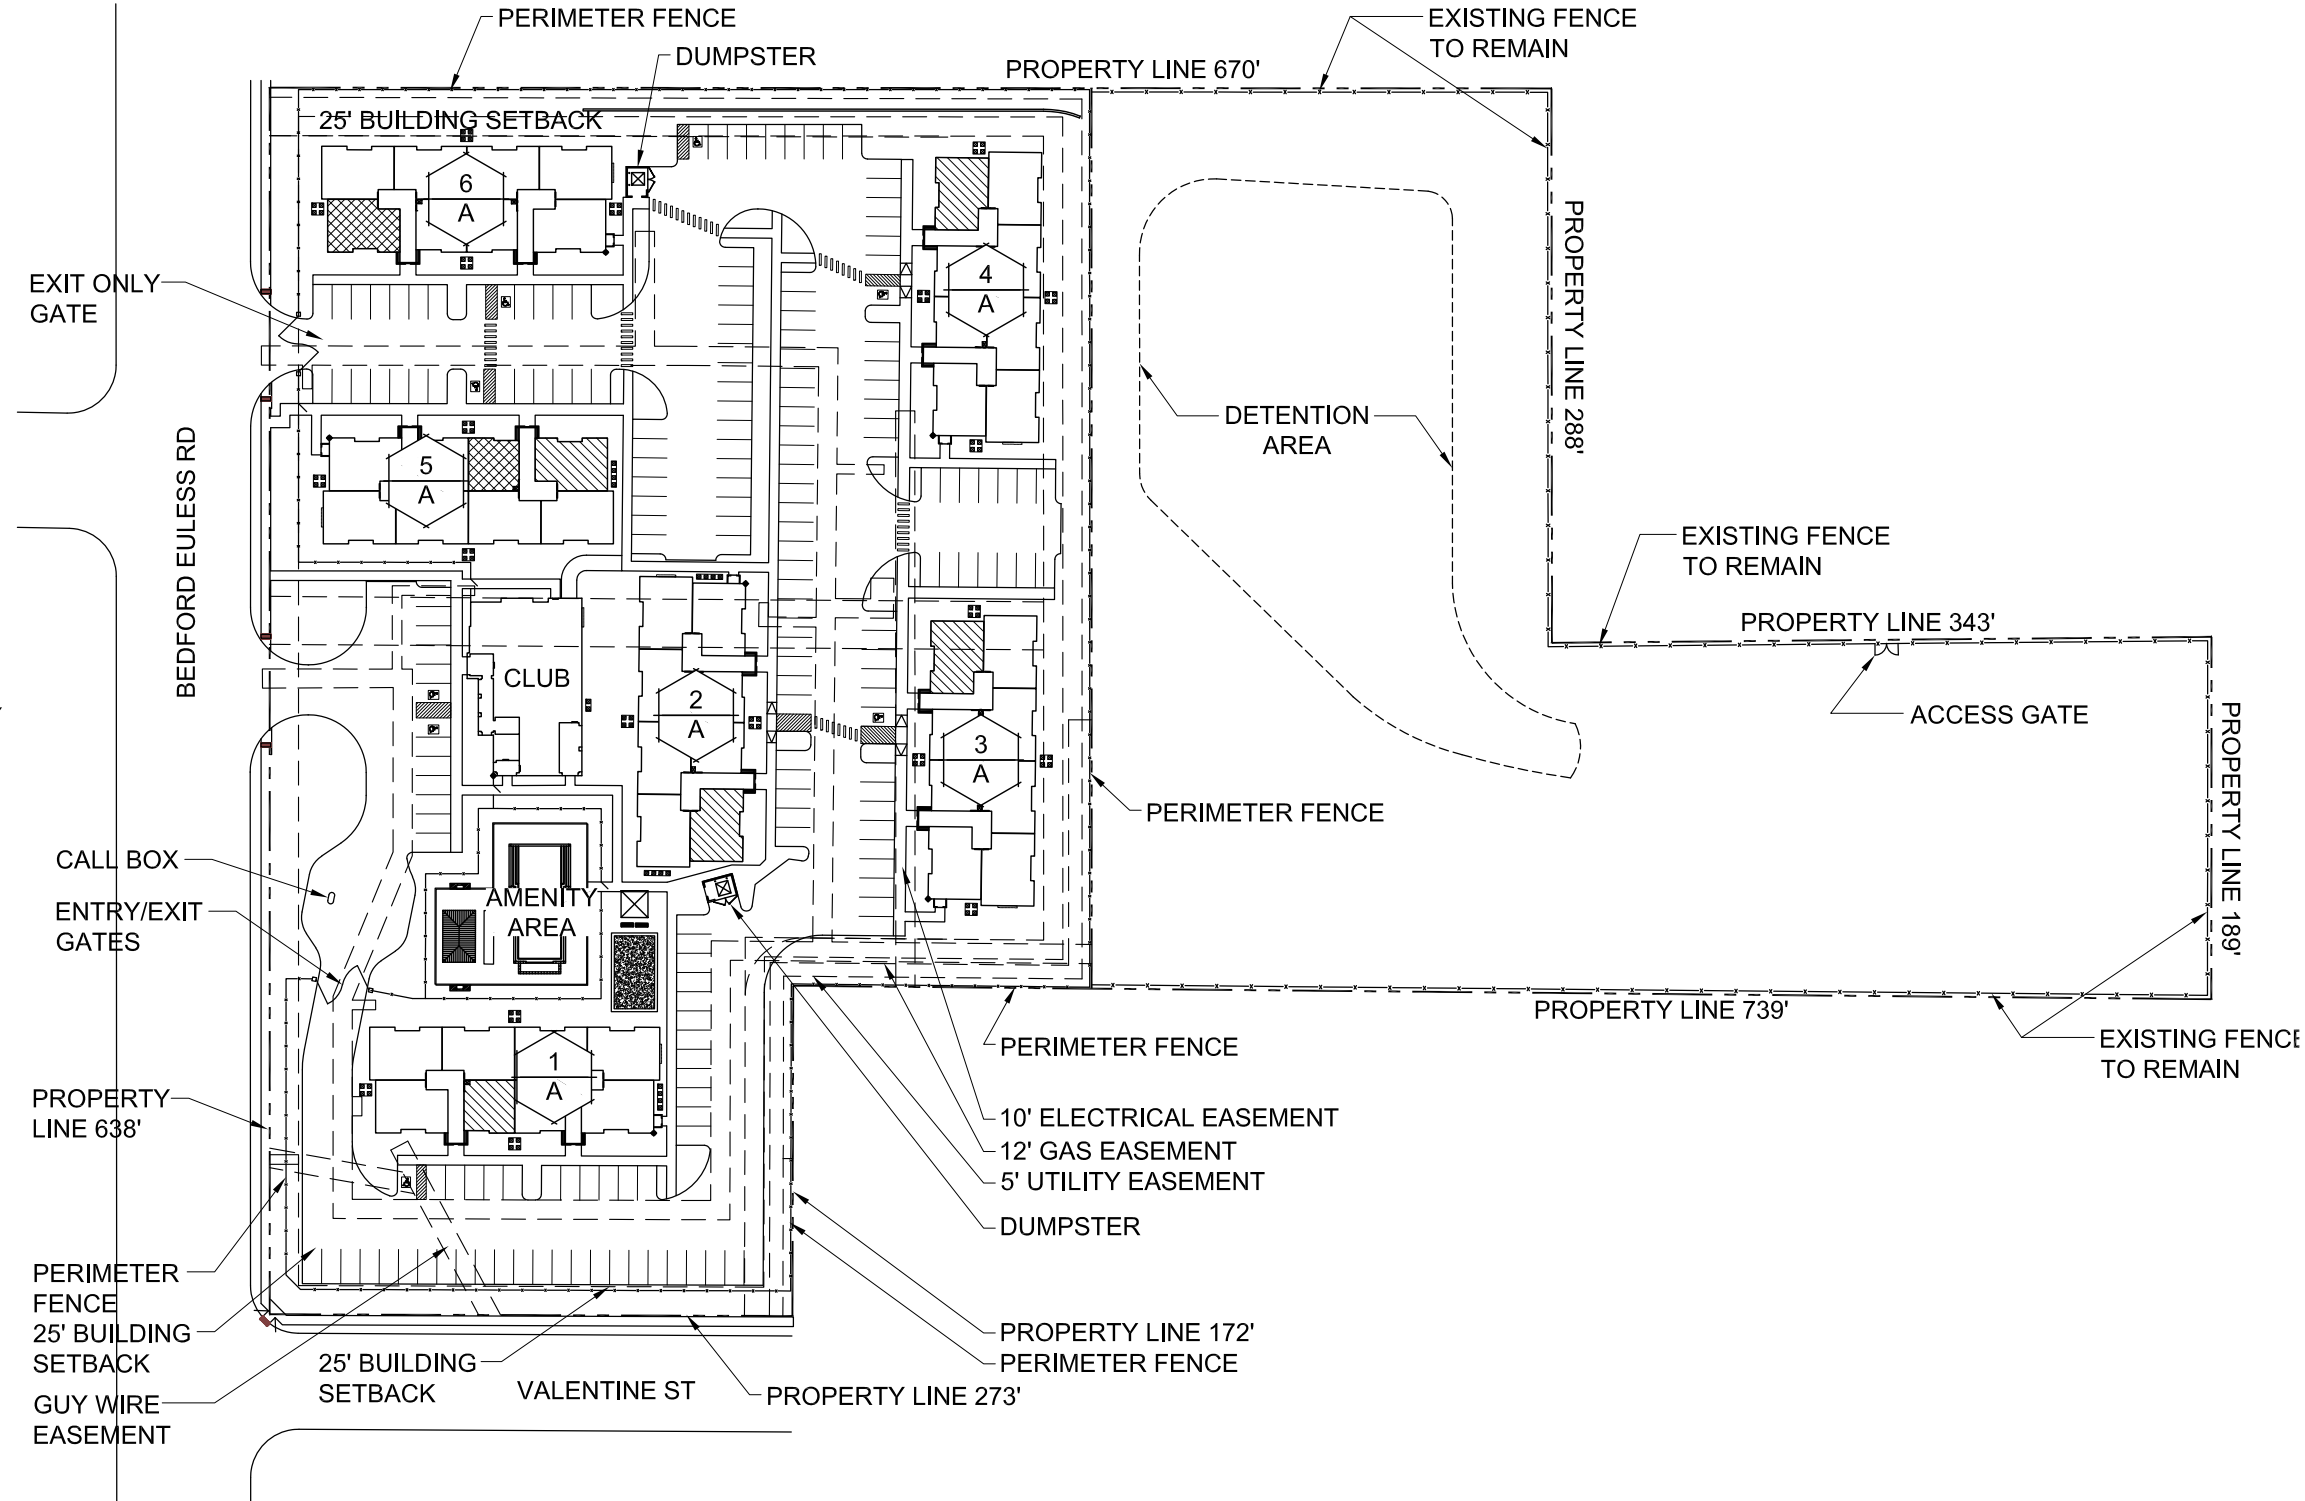 PERIMETER FENCE
EXISTING FENCE
TO REMAIN
DUMPSTER
PROPERTY LINE 670'
25' BUILDING SETBACK
6
A
EXIT ONLY
GATE
4
A
PROPERTY LINE 288'
DETENTION
AREA
BEDFORD EULESS RD
5
A
EXISTING FENCE
TO REMAIN
PROPERTY LINE 343'
CLUB
2
A
ACCESS GATE
3
A
PROPERTY LINE 189'
PERIMETER FENCE
CALL BOX
AMENITY
AREA
ENTRY/EXIT
GATES
PROPERTY LINE 739'
PERIMETER FENCE
EXISTING FENCE
TO REMAIN
1
A
PROPERTY
LINE 638'
10' ELECTRICAL EASEMENT
12' GAS EASEMENT
5' UTILITY EASEMENT
DUMPSTER
PERIMETER
FENCE
25' BUILDING
SETBACK
PROPERTY LINE 172'
PERIMETER FENCE
25' BUILDING
SETBACK
VALENTINE ST
PROPERTY LINE 273'
GUY WIRE
EASEMENT